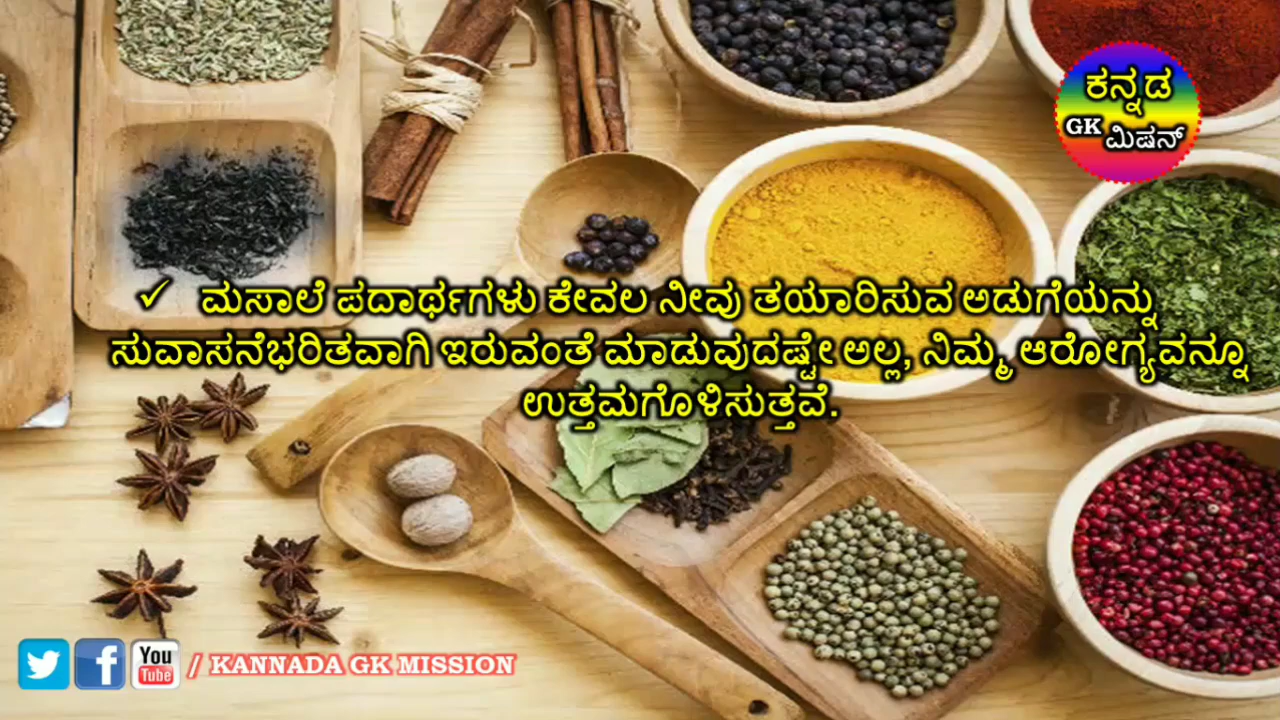 ಕನ್ನಡ
GK ಮಿಷನ್
✓ ಮಸಾಲೆ ಪದಾರ್ಥಗಳು ಕೇವಲ ನೀವು ತಯಾರಿಸುವ ಅಡುಗೆಯನ್ನು
ಸುವಾಸನೆಭರಿತವಾಗಿ ಇರುವಂತೆ ಮಾಡುವುದಷ್ಟೇ ಅಲ್ಲ, ನಿಮ್ಮ ಆರೋಗ್ಯವನ್ನೂ
ಉತ್ತಮಗೊಳಿಸುತ್ತವೆ.
You
Tube
/ KANNADA GK MISSION